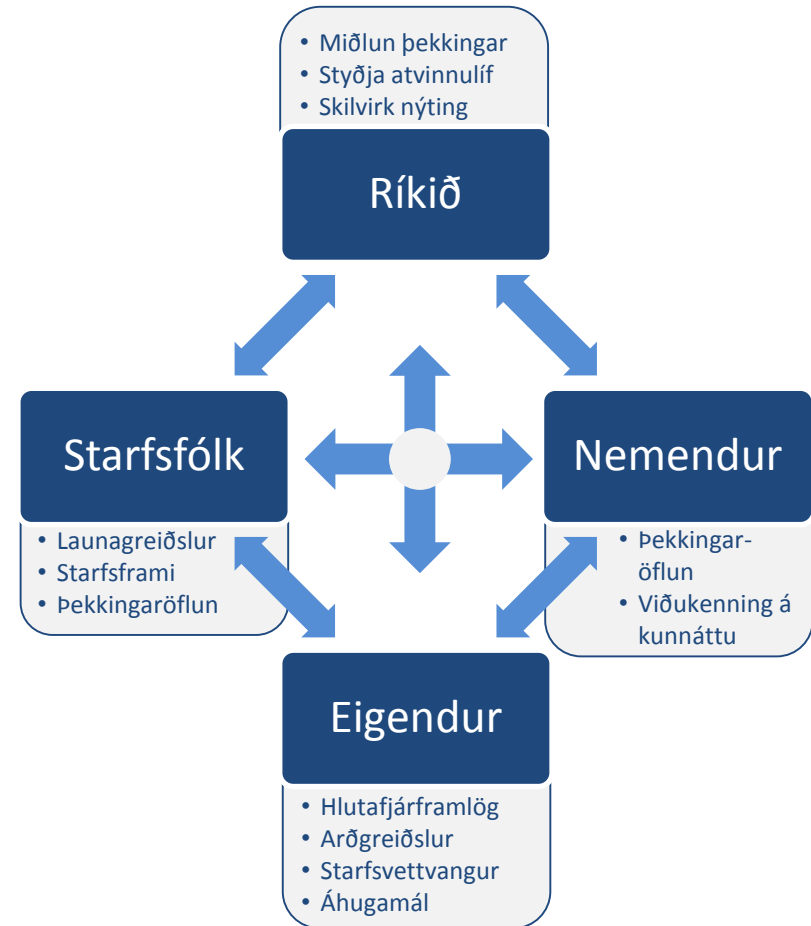 • Miðlun þekkingar
• Styðja atvinnulíf
• Skilvirk nýting
Ríkið
Starfsfólk
• Launagreiðslur
• Starfsframi
• Þekkingaröflun
Nemendur
• Þekkingar-
öflun
• Viðukenning á
kunnáttu
Eigendur
• Hlutafjárframlög
• Arðgreiðslur
• Starfsvettvangur
• Áhugamál